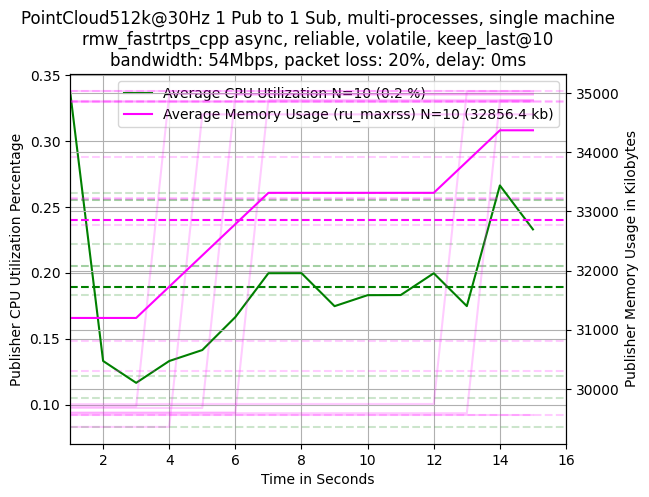 PointCloud512k@30Hz 1 Pub to 1 Sub, multi-processes, single machine
rmw_fastrtps_cpp async, reliable, volatile, keep_last@10
bandwidth: 54Mbps, packet loss: 20%, delay: 0ms
Average CPU Utilization N=10 (0.2 %)
Average Memory Usage (ru_maxrss) N=10 (32856.4 kb)
Publisher CPU Utilization Percentage
0.35
0.30
0.25
0.20
0.15
0.10
35000
34000
33000
32000
31000
30000
Publisher Memory Usage in Kilobytes
2 4 6 8 10 12 14 16
Time in Seconds